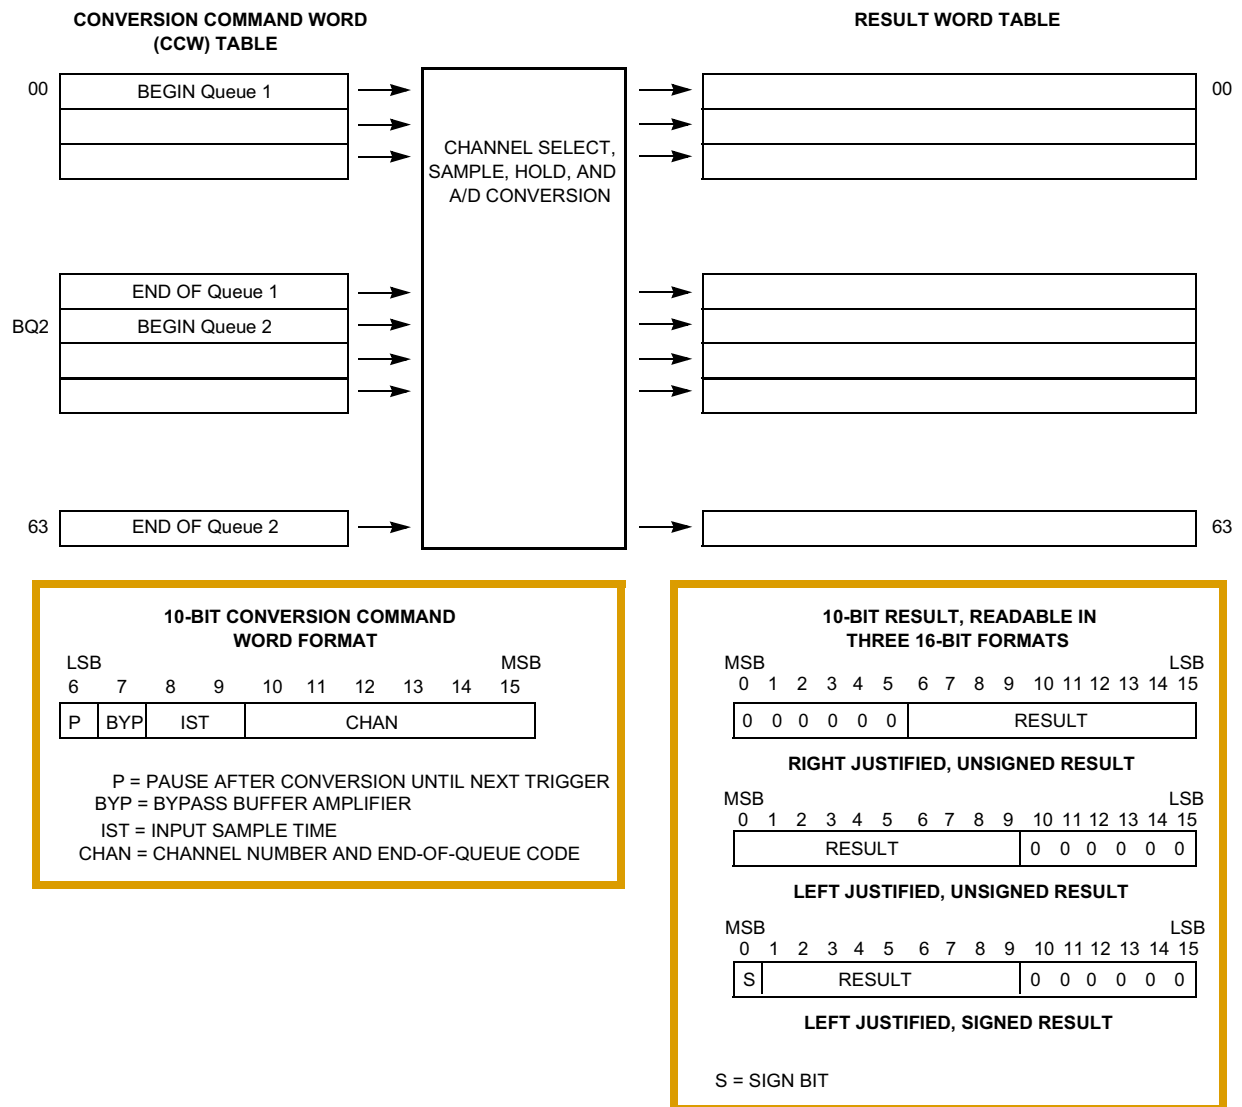 CONVERSION COMMAND WORD
(CCW) TABLE
RESULT WORD TABLE
00
BEGIN Queue 1
00
CHANNEL SELECT,
SAMPLE, HOLD, AND
A/D CONVERSION
END OF Queue 1
BQ2
BEGIN Queue 2
63
END OF Queue 2
63
10-BIT CONVERSION COMMAND
WORD FORMAT
LSB MSB
6 7 8 9 10 11 12 13 14 15
P BYP IST CHAN
P = PAUSE AFTER CONVERSION UNTIL NEXT TRIGGER
BYP = BYPASS BUFFER AMPLIFIER
IST = INPUT SAMPLE TIME
CHAN = CHANNEL NUMBER AND END-OF-QUEUE CODE
10-BIT RESULT, READABLE IN
THREE 16-BIT FORMATS
MSB LSB
0 1 2 3 4 5 6 7 8 9 10 11 12 13 14 15
0 0 0 0 0 0 RESULT
RIGHT JUSTIFIED, UNSIGNED RESULT
MSB LSB
0 1 2 3 4 5 6 7 8 9 10 11 12 13 14 15
RESULT 0 0 0 0 0 0
LEFT JUSTIFIED, UNSIGNED RESULT
MSB LSB
0 1 2 3 4 5 6 7 8 9 10 11 12 13 14 15
S RESULT 0 0 0 0 0 0
LEFT JUSTIFIED, SIGNED RESULT
S = SIGN BIT